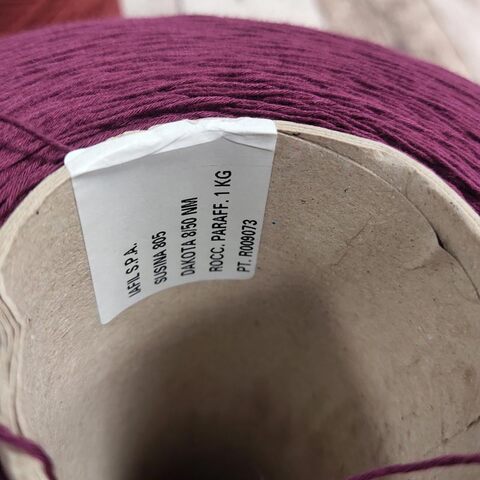 IAFIL S.P.A.
SUSINA 805
DAKOTA 8/50 NM
ROCC. PARAFF. 1 KG
PT. R009073